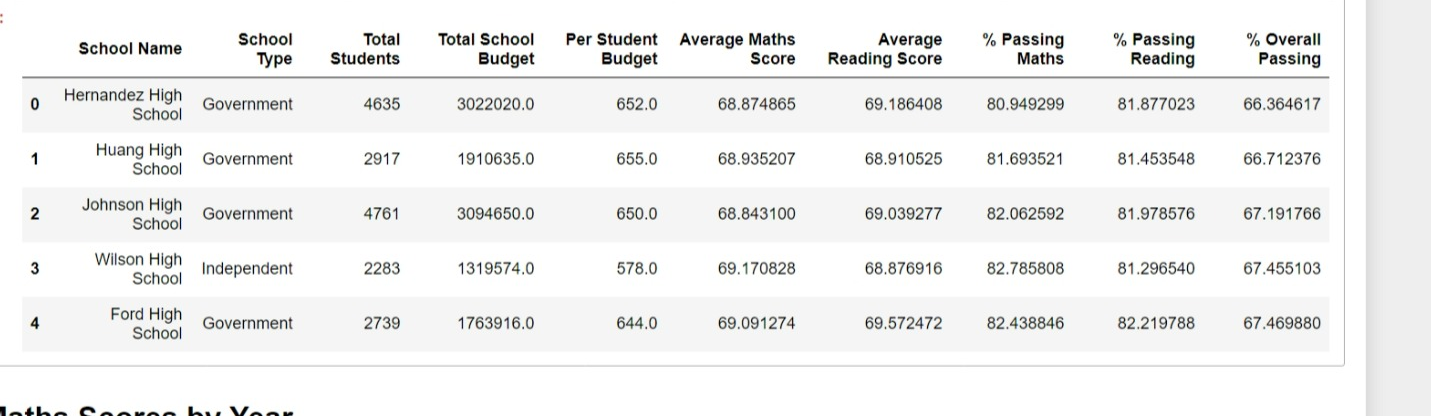 :
School Name School Type Total Students Total School Budget Per Student Budget Average Maths Score Average Reading Score % Passing Maths % Passing Reading % Overall Passing
0 Hernandez High School Government 4635 3022020.0 652.0 68.874865 69.186408 80.949299 81.877023 66.364617
1 Huang High School Government 2917 1910635.0 655.0 68.935207 68.910525 81.693521 81.453548 66.712376
2 Johnson High School Government 4761 3094650.0 650.0 68.843100 69.039277 82.062592 81.978576 67.191766
3 Wilson High School Independent 2283 1319574.0 578.0 69.170828 68.876916 82.785808 81.296540 67.455103
4 Ford High School Government 2739 1763916.0 644.0 69.091274 69.572472 82.438846 82.219788 67.469880
Maths Scores by Year